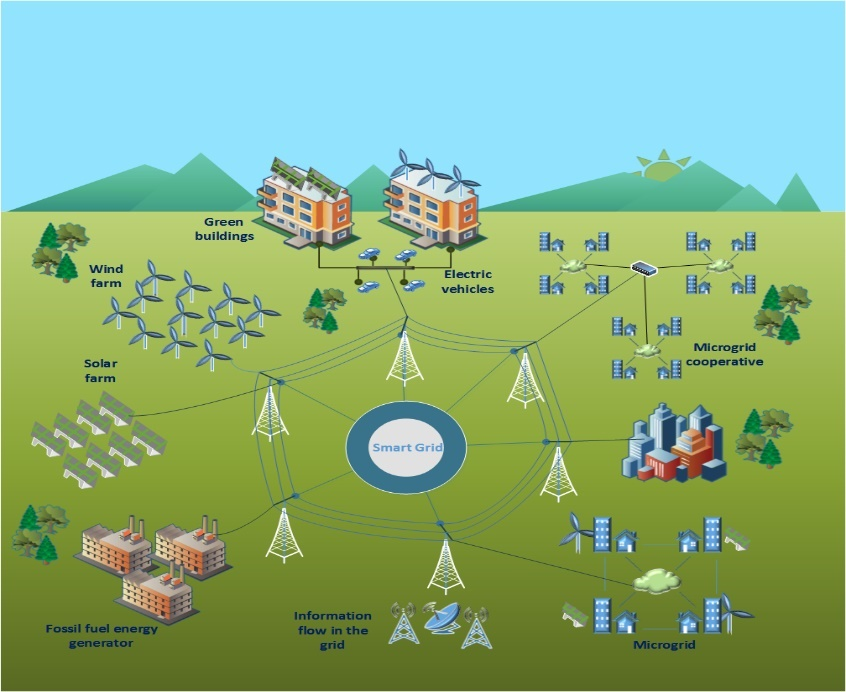 Green
buildings
Electric
vehicles
Wind
farm
Solar
farm
Microgrid
cooperative
Smart Grid
Fossil fuel energy
generator
Information
flow in the
grid
Microgrid